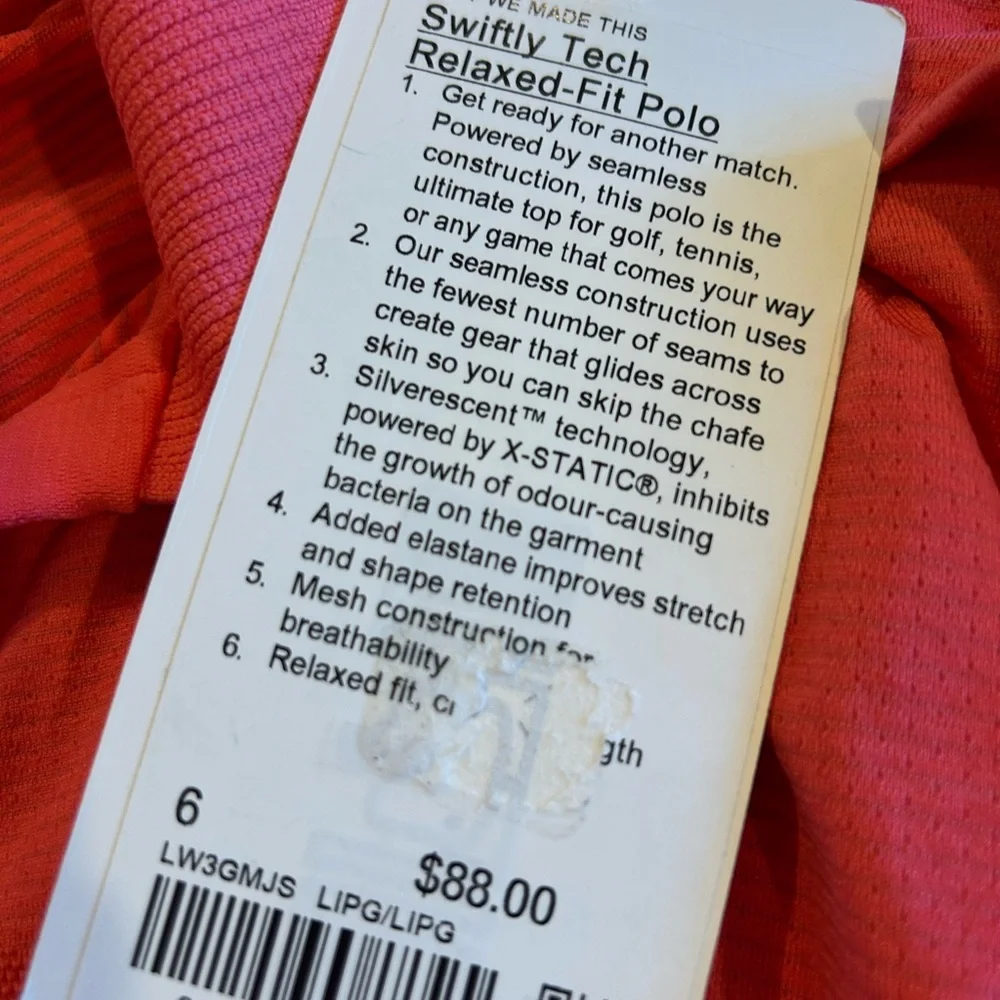 WE MADE THIS
Swiftly Tech
Relaxed-Fit Polo
1. Get ready for another match.
Powered by seamless
construction, this polo is the
ultimate top for golf, tennis,
or any game that comes your way
2. Our seamless construction uses
the fewest number of seams to
create gear that glides across
skin so you can skip the chafe
3. Silverescent™ technology,
powered by X-STATIC®, inhibits
the growth of odour-causing
bacteria on the garment
4. Added elastane improves stretch
and shape retention
5. Mesh construction for
breathability
6. Relaxed fit,
6
$88.00
LW3GMJS LIPG/LIPG